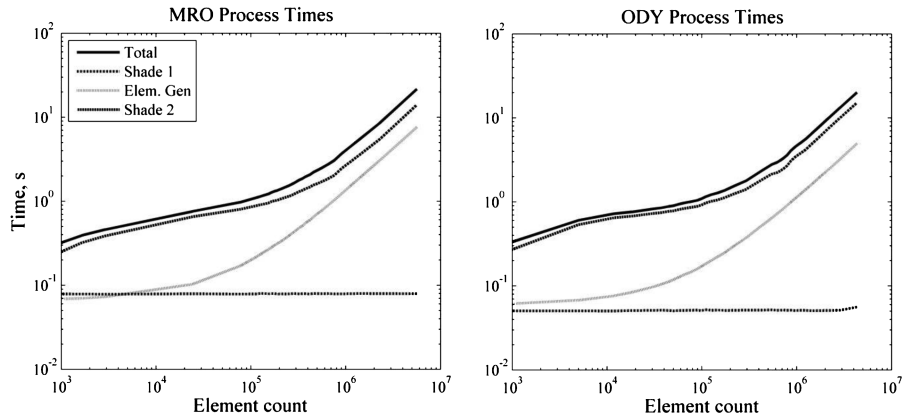 MRO Process Times
10^2
10^1
10^0
10^-1
10^-2
Time, s
Total
Shade 1
Elem. Gen
Shade 2
10^3
10^4
10^5
10^6
10^7
Element count
ODY Process Times
10^2
10^1
10^0
10^-1
10^-2
10^3
10^4
10^5
10^6
10^7
Element count